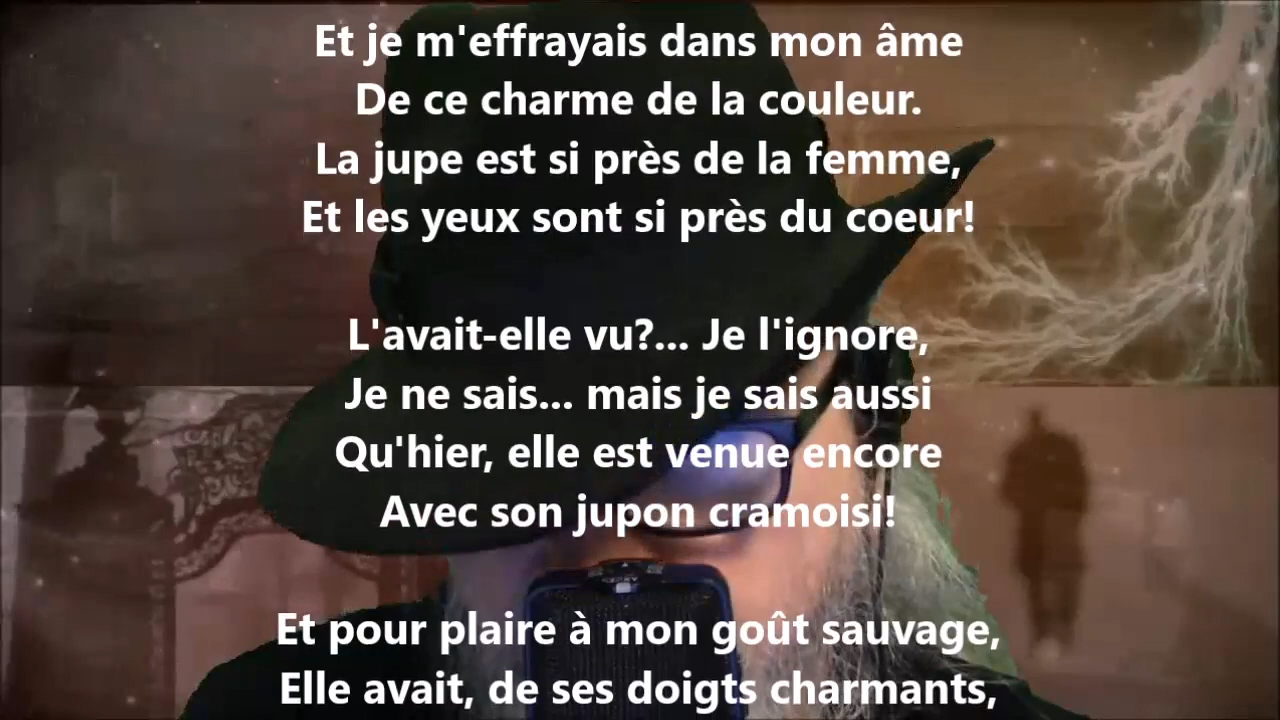 Et je m'effrayais dans mon âme
De ce charme de la couleur.
La jupe est si près de la femme,
Et les yeux sont si près du coeur!
L'avait-elle vu?... Je l'ignore,
Je ne sais... mais je sais aussi
Qu'hier, elle est venue encore
Avec son jupon cramoisi!
Et pour plaire à mon goût sauvage,
Elle avait, de ses doigts charmants,